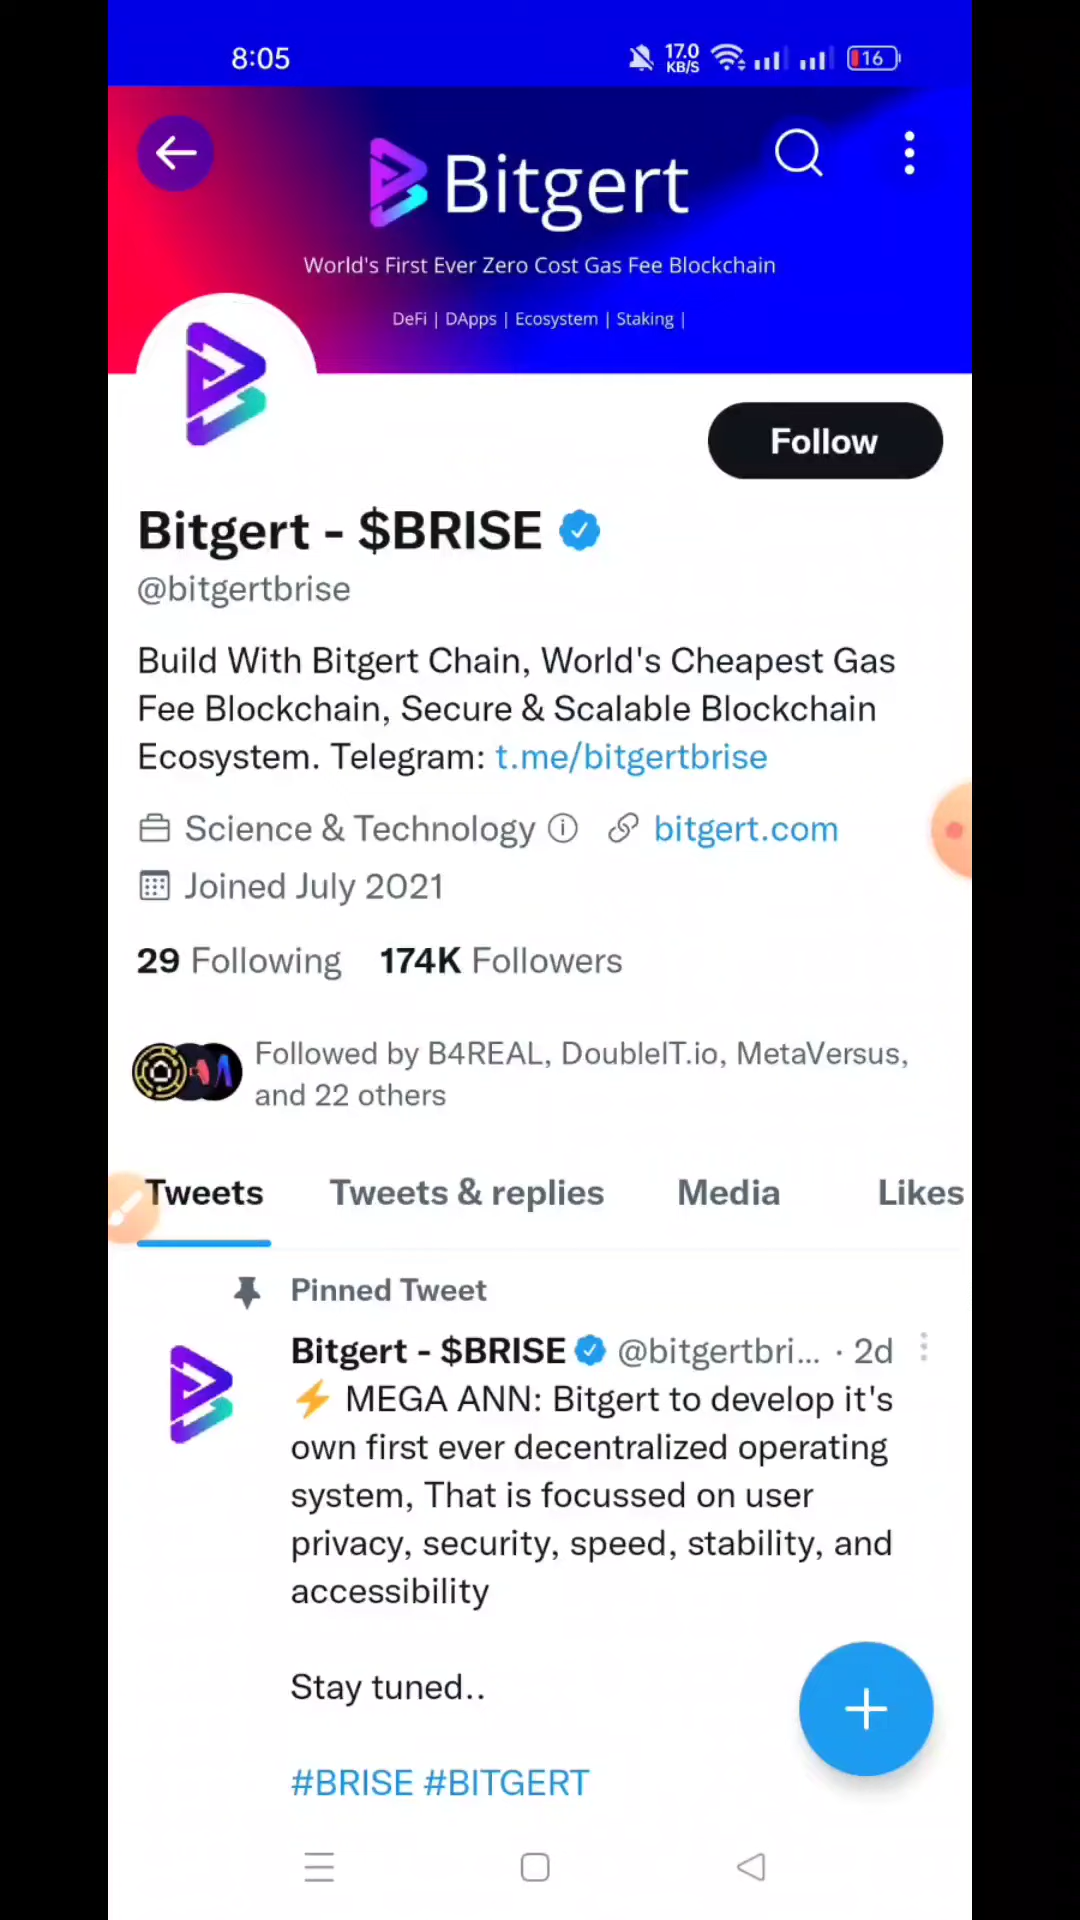 8:05
17.0
KB/S
16
Bitgert
World's First Ever Zero Cost Gas Fee Blockchain
DeFi | DApps | Ecosystem | Staking |
Follow
Bitgert - $BRISE
@bitgertbrise
Build With Bitgert Chain, World's Cheapest Gas
Fee Blockchain, Secure & Scalable Blockchain
Ecosystem. Telegram: t.me/bitgertbrise
Science & Technology bitgert.com
Joined July 2021
29 Following 174K Followers
Followed by B4REAL, DoubleIT.io, MetaVersus,
and 22 others
Tweets Tweets & replies Media Likes
Pinned Tweet
Bitgert - $BRISE @bitgertbri... · 2d
⚡ MEGA ANN: Bitgert to develop it's
own first ever decentralized operating
system, That is focussed on user
privacy, security, speed, stability, and
accessibility
Stay tuned..
#BRISE #BITGERT